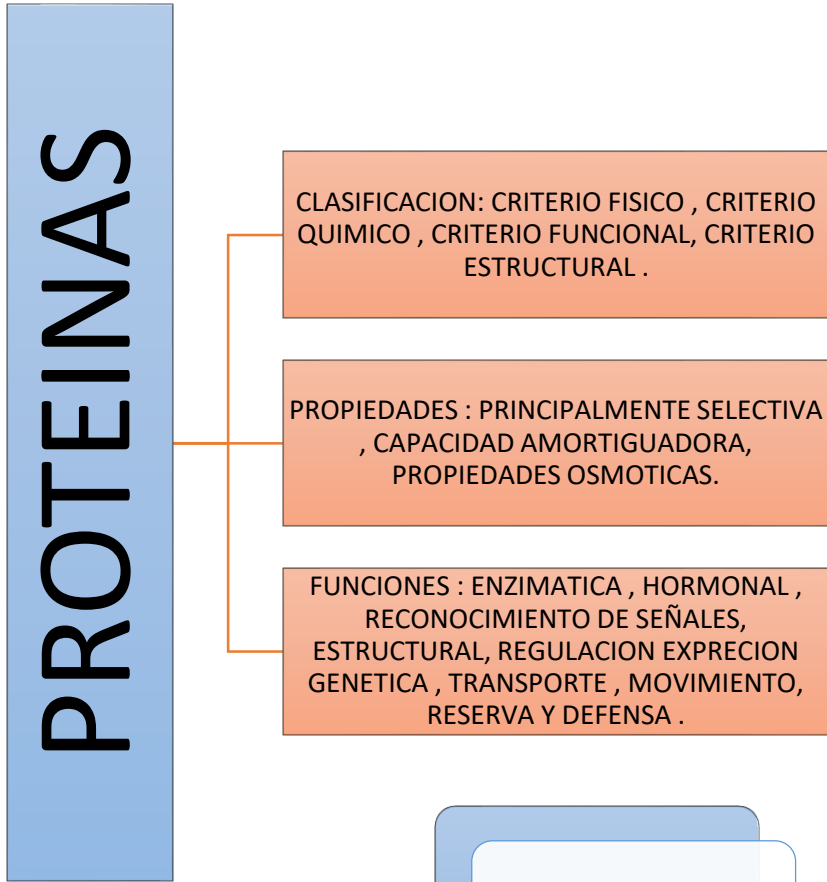 PROTEINAS
CLASIFICACION: CRITERIO FISICO , CRITERIO
QUIMICO , CRITERIO FUNCIONAL, CRITERIO
ESTRUCTURAL .
PROPIEDADES : PRINCIPALMENTE SELECTIVA
, CAPACIDAD AMORTIGUADORA,
PROPIEDADES OSMOTICAS.
FUNCIONES : ENZIMATICA , HORMONAL ,
RECONOCIMIENTO DE SEÑALES,
ESTRUCTURAL, REGULACION EXPRECION
GENETICA , TRANSPORTE , MOVIMIENTO,
RESERVA Y DEFENSA .